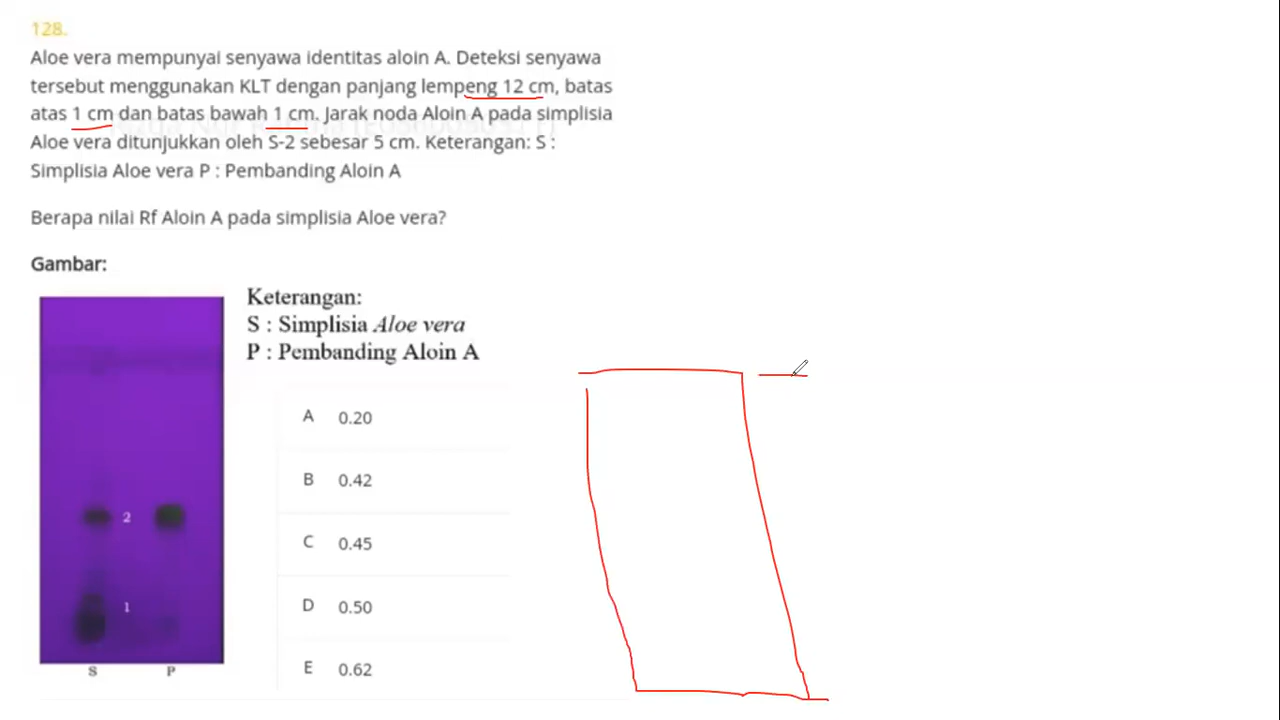 128.
Aloe vera mempunyai senyawa identitas aloin A. Deteksi senyawa
tersebut menggunakan KLT dengan panjang lempeng 12 cm, batas
atas 1 cm dan batas bawah 1 cm. Jarak noda Aloin A pada simplisia
Aloe vera ditunjukkan oleh S-2 sebesar 5 cm. Keterangan: S :
Simplisia Aloe vera P : Pembanding Aloin A
Berapa nilai Rf Aloin A pada simplisia Aloe vera?
Gambar:
Keterangan:
S : Simplisia Aloe vera
P : Pembanding Aloin A
2
1
S P
A 0.20
B 0.42
C 0.45
D 0.50
E 0.62